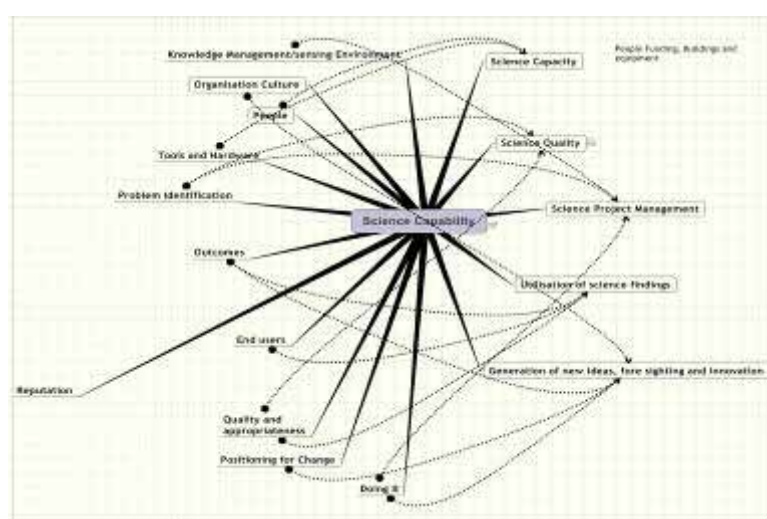 Knowledge Management/sensing Environment
People Funding, Buildings and
equipment
Science Capacity
Organisation Culture
People
Science Quality
Tools and Hardware
Problem Identification
Science Project Management
Science Capability
Outcomes
Utilisation of science findings
End users
Generation of new ideas, fore sighting and innovation
Reputation
Quality and
appropriateness
Positioning for Change
Doing it